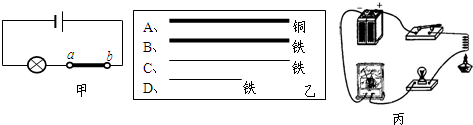 a b
甲
A、 铜
B、 铁
C、 铁
D、 铁
乙
- +
丙